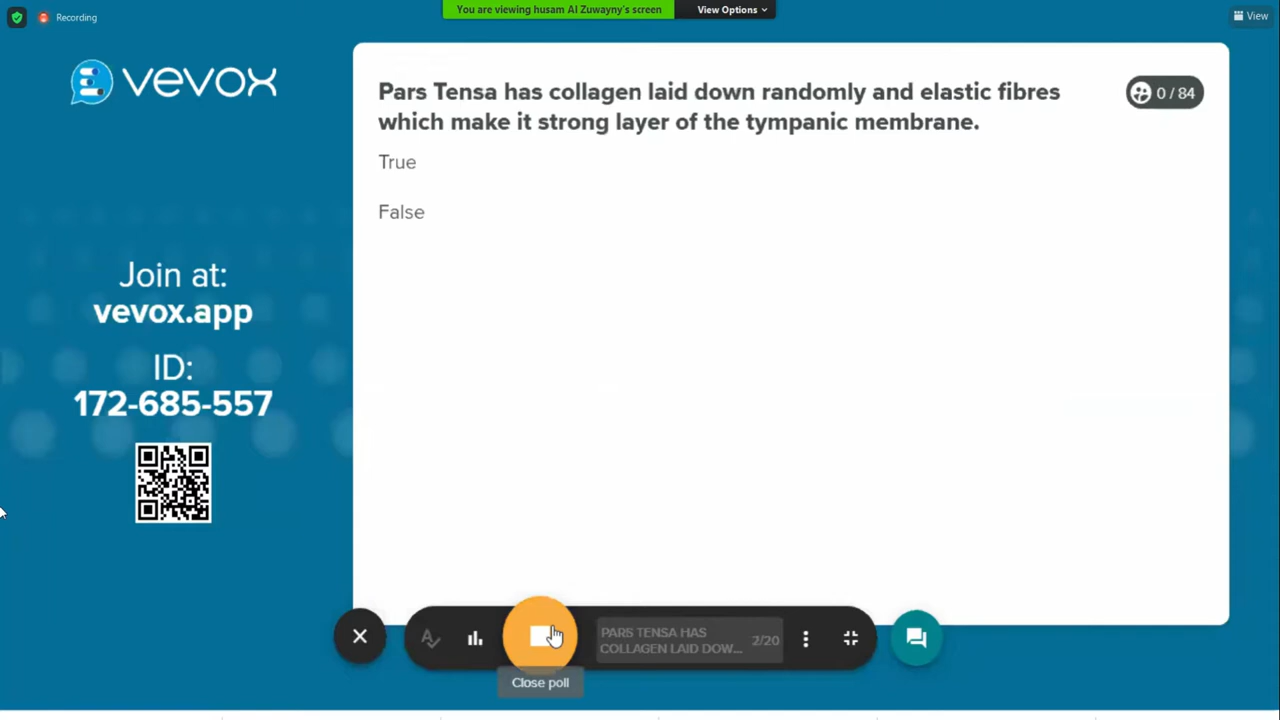 Recording
You are viewing husam Al Zuwayny's screen
View Options
View
vevox
Pars Tensa has collagen laid down randomly and elastic fibres
which make it strong layer of the tympanic membrane.
0 / 84
True
False
Join at:
vevox.app
ID:
172-685-557
PARS TENSA HAS
COLLAGEN LAID DOW...
2/20
Close poll